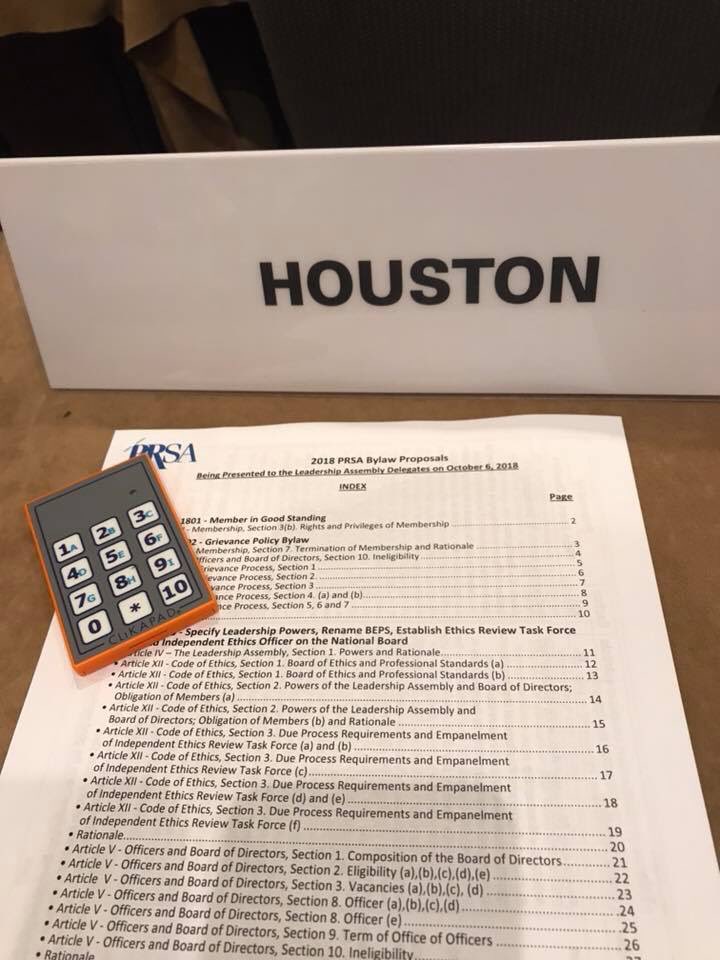 HOUSTON
PRSA
2018 PRSA Bylaw Proposals
Being Presented to the Leadership Assembly Delegates on October 6, 2018
INDEX
Page
1801 - Member in Good Standing
- Membership, Section 3(b). Rights and Privileges of Membership 2
- Grievance Policy Bylaw
Membership, Section 7. Termination of Membership and Rationale 3
and Board of Directors, Section 10. Ineligibility 4
Process, Section 1 5
Process, Section 2 6
Process, Section 3 7
Process, Section 4. (a) and (b) 8
Process, Section 5, 6 and 7 9
10
- Specify Leadership Powers, Rename BEPS, Establish Ethics Review Task Force
Independent Ethics Officer on the National Board
IV – The Leadership Assembly, Section 1. Powers and Rationale 11
• Article XII - Code of Ethics, Section 1. Board of Ethics and Professional Standards (a) 12
• Article XII - Code of Ethics, Section 1. Board of Ethics and Professional Standards (b) 13
• Article XII - Code of Ethics, Section 2. Powers of the Leadership Assembly and Board of Directors;
Obligation of Members (a) 14
• Article XII - Code of Ethics, Section 2. Powers of the Leadership Assembly and
Board of Directors; Obligation of Members (b) and Rationale 15
• Article XII - Code of Ethics, Section 3. Due Process Requirements and Empanelment
of Independent Ethics Review Task Force (a) and (b) 16
• Article XII - Code of Ethics, Section 3. Due Process Requirements and Empanelment
of Independent Ethics Review Task Force (c) 17
• Article XII - Code of Ethics, Section 3. Due Process Requirements and Empanelment
of Independent Ethics Review Task Force (d) and (e) 18
• Article XII - Code of Ethics, Section 3. Due Process Requirements and Empanelment
of Independent Ethics Review Task Force (f) 19
• Rationale 20
• Article V - Officers and Board of Directors, Section 1. Composition of the Board of Directors 21
• Article V - Officers and Board of Directors, Section 2. Eligibility (a),(b),(c),(d),(e) 22
• Article V - Officers and Board of Directors, Section 3. Vacancies (a),(b),(c), (d) 23
• Article V - Officers and Board of Directors, Section 8. Officer (a),(b),(c),(d) 24
• Article V - Officers and Board of Directors, Section 8. Officer (e) 25
• Article V - Officers and Board of Directors, Section 9. Term of Office of Officers 26
• Article V - Officers and Board of Directors, Section 10. Ineligibility
• Rationale
1A 2B 3C
4D 5E 6F
7G 8H 9I
0 * 10
CLiKAPAD